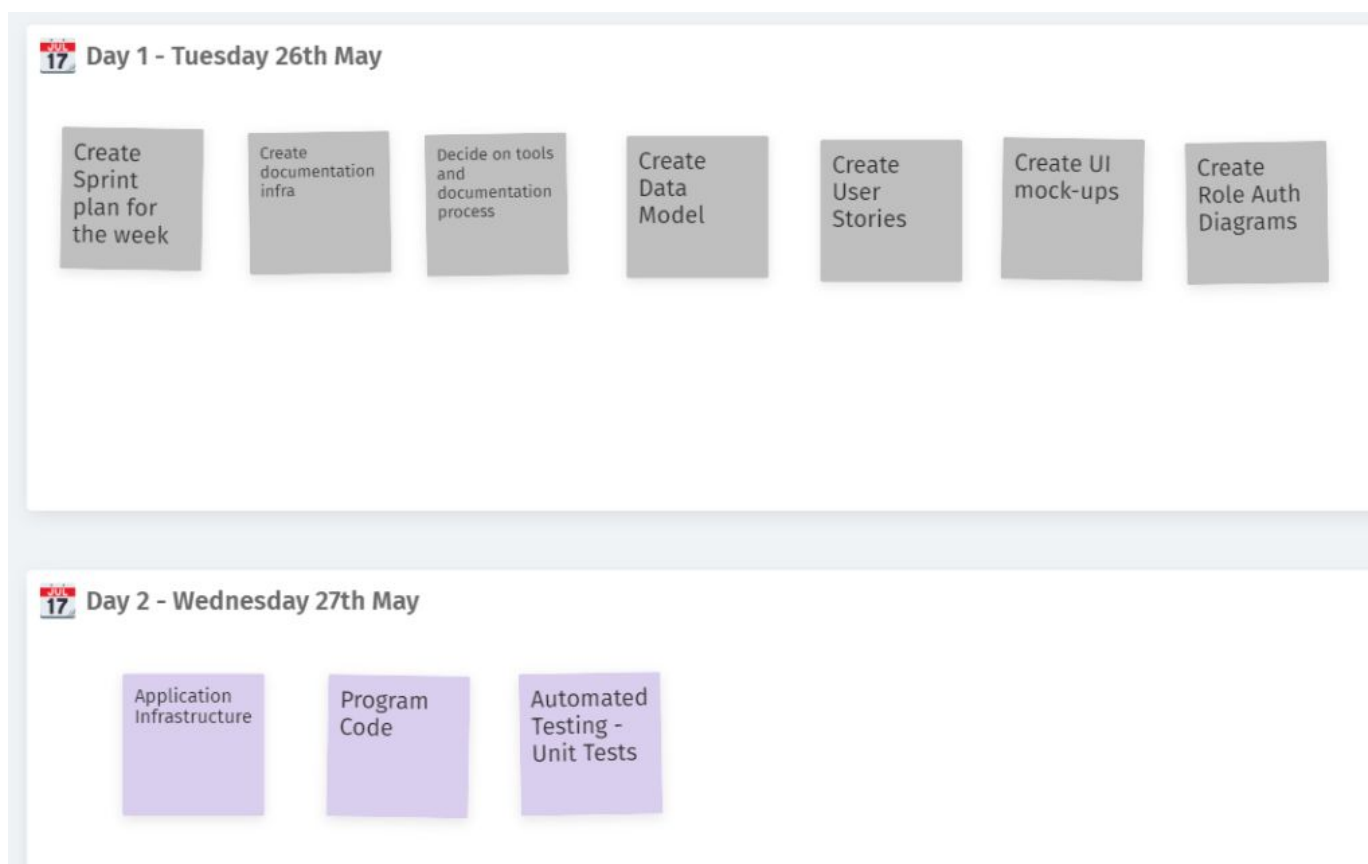 JUL
17
Day 1 - Tuesday 26th May
Create
Sprint
plan for
the week
Create
documentation
infra
Decide on tools
and
documentation
process
Create
Data
Model
Create
User
Stories
Create UI
mock-ups
Create
Role Auth
Diagrams
JUL
17
Day 2 - Wednesday 27th May
Application
Infrastructure
Program
Code
Automated
Testing -
Unit Tests